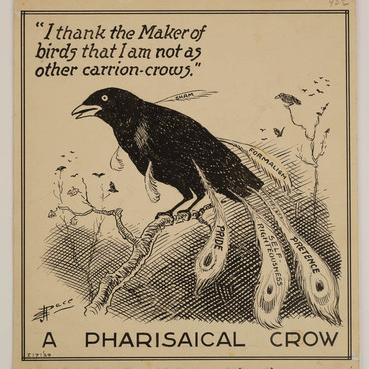 "I thank the Maker of
birds that I am not as
other carrion-crows."
SHAM
FORMALISM
PRIDE
SELF
RIGHTEOUSNESS
PRETENCE
Pace
A PHARISAICAL CROW